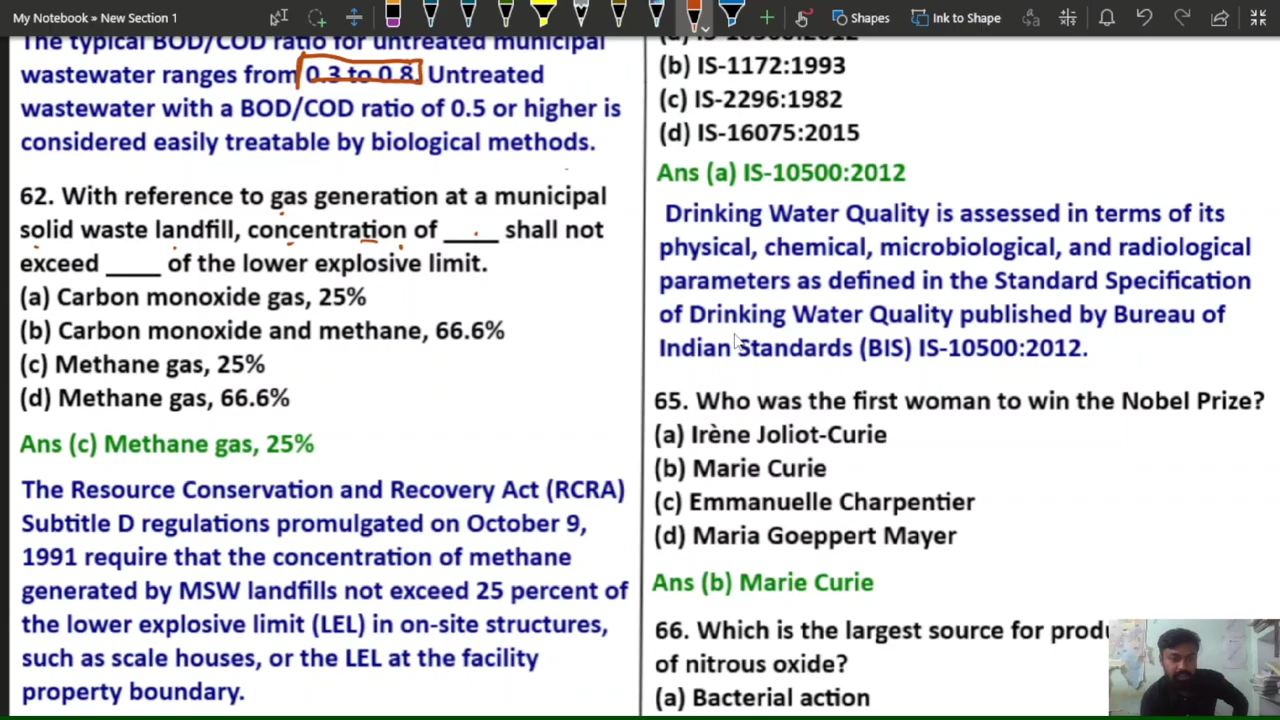 My Notebook » New Section 1
Shapes
Ink to Shape
The typical BOD/COD ratio for untreated municipal
wastewater ranges from 0.3 to 0.8. Untreated
wastewater with a BOD/COD ratio of 0.5 or higher is
considered easily treatable by biological methods.
62. With reference to gas generation at a municipal
solid waste landfill, concentration of ____ shall not
exceed ____ of the lower explosive limit.
(a) Carbon monoxide gas, 25%
(b) Carbon monoxide and methane, 66.6%
(c) Methane gas, 25%
(d) Methane gas, 66.6%
Ans (c) Methane gas, 25%
The Resource Conservation and Recovery Act (RCRA)
Subtitle D regulations promulgated on October 9,
1991 require that the concentration of methane
generated by MSW landfills not exceed 25 percent of
the lower explosive limit (LEL) in on-site structures,
such as scale houses, or the LEL at the facility
property boundary.
(a) IS-10500:2012
(b) IS-1172:1993
(c) IS-2296:1982
(d) IS-16075:2015
Ans (a) IS-10500:2012
Drinking Water Quality is assessed in terms of its
physical, chemical, microbiological, and radiological
parameters as defined in the Standard Specification
of Drinking Water Quality published by Bureau of
Indian Standards (BIS) IS-10500:2012.
65. Who was the first woman to win the Nobel Prize?
(a) Irène Joliot-Curie
(b) Marie Curie
(c) Emmanuelle Charpentier
(d) Maria Goeppert Mayer
Ans (b) Marie Curie
66. Which is the largest source for
of nitrous oxide?
(a) Bacterial action